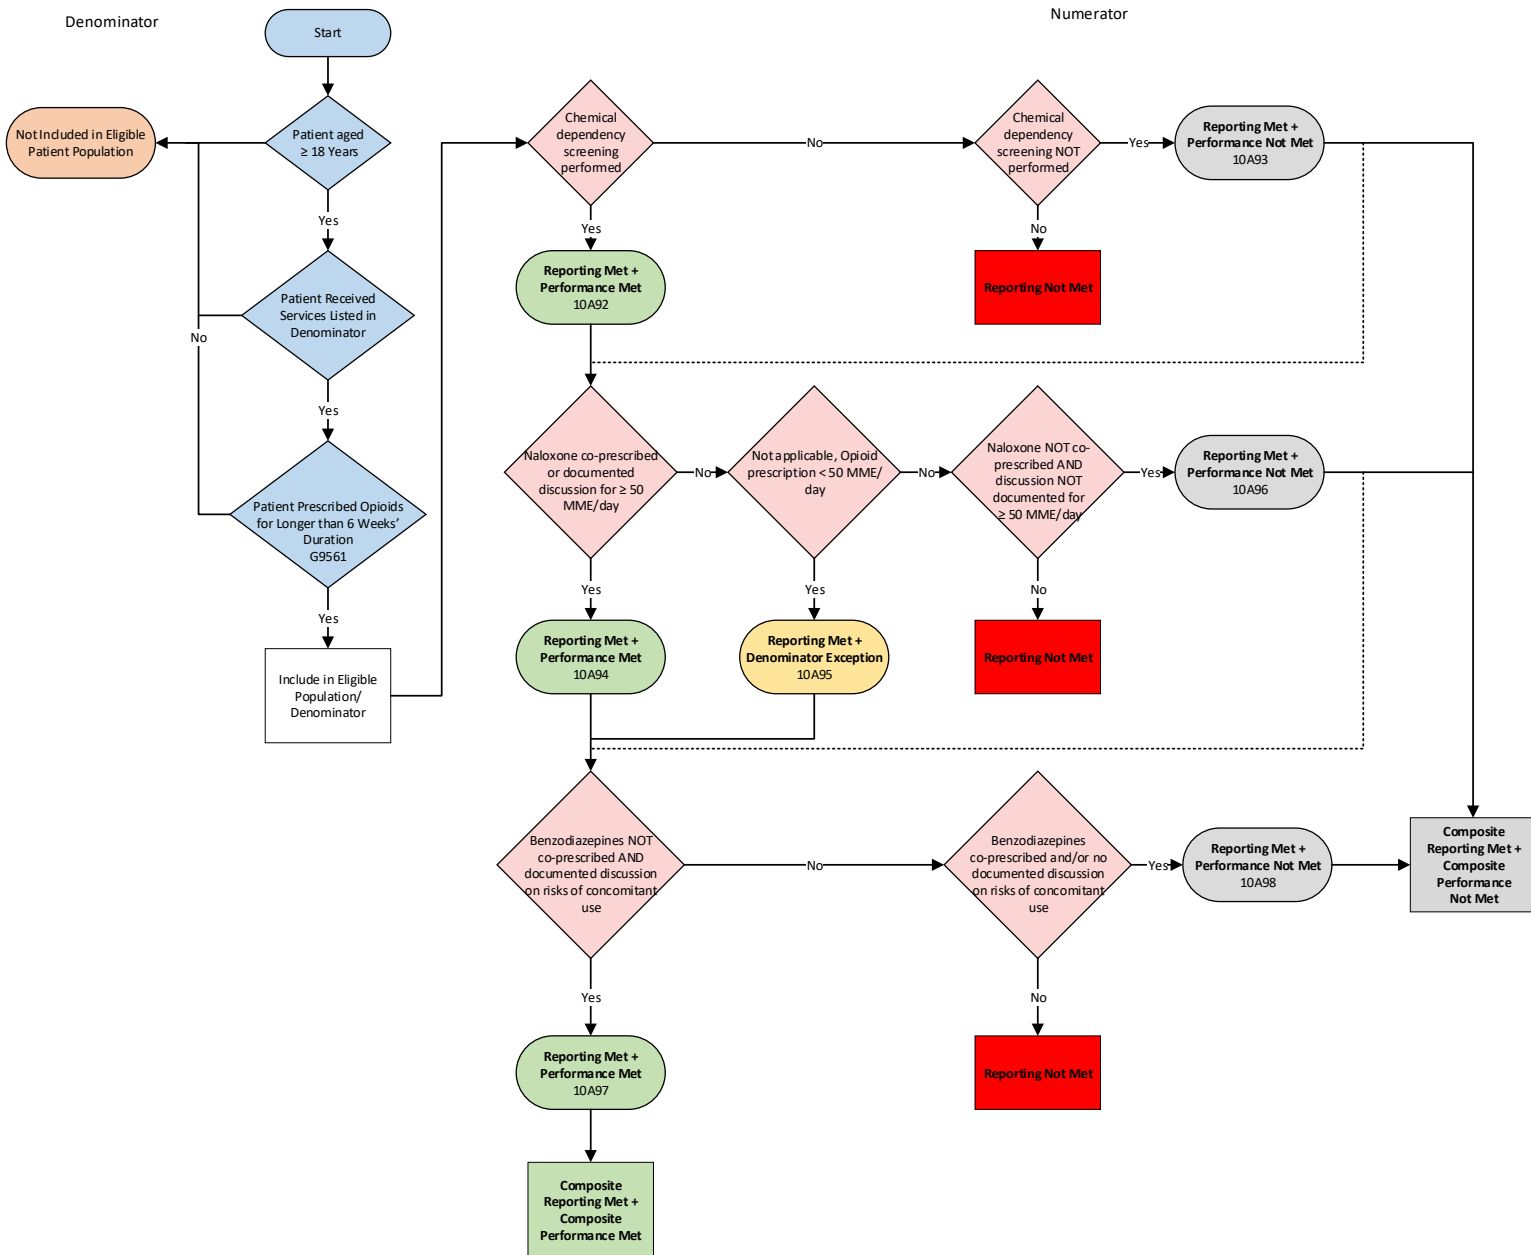 Denominator
Numerator
Start
Not Included in Eligible
Patient Population
Patient aged
≥ 18 Years
Yes
Patient Received
Services Listed in
Denominator
No
Yes
Patient Prescribed Opioids
for Longer than 6 Weeks’
Duration
G9561
Yes
Include in Eligible
Population/
Denominator
Chemical
dependency
screening
performed
No
Chemical
dependency
screening NOT
performed
Yes
Reporting Met +
Performance Not Met
10A93
Yes
No
Reporting Met +
Performance Met
10A92
Reporting Not Met
Naloxone co-prescribed
or documented
discussion for ≥ 50
MME/day
No
Not applicable, Opioid
prescription < 50 MME/
day
No
Naloxone NOT co-
prescribed AND
discussion NOT
documented for
≥ 50 MME/day
Yes
Reporting Met +
Performance Not Met
10A96
Yes
Yes
No
Reporting Met +
Performance Met
10A94
Reporting Met +
Denominator Exception
10A95
Reporting Not Met
Benzodiazepines NOT
co-prescribed AND
documented discussion
on risks of concomitant
use
No
Benzodiazepines
co-prescribed and/or no
documented discussion
on risks of concomitant
use
Yes
Reporting Met +
Performance Not Met
10A98
Composite
Reporting Met +
Composite
Performance
Not Met
Yes
No
Reporting Met +
Performance Met
10A97
Reporting Not Met
Composite
Reporting Met +
Composite
Performance Met